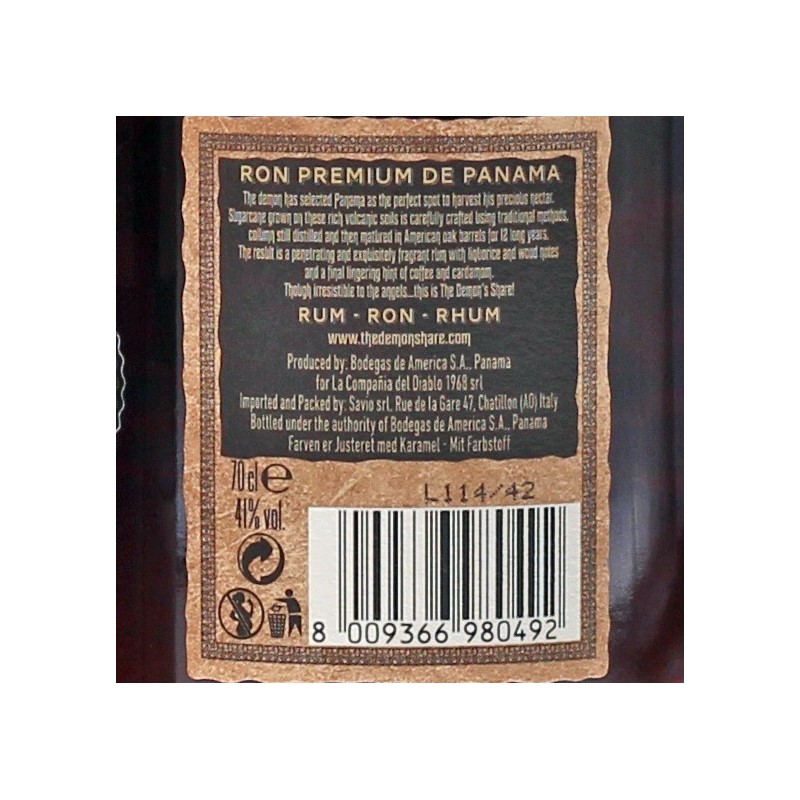 RON PREMIUM DE PANAMA
The demon has selected Panama as the perfect spot to harvest his precious nectar.
Sugarcane grown on these rich volcanic soils is carefully crafted using traditional methods,
column still distilled and then matured in American oak barrels for 12 long years.
The result is a penetrating and exquisitely fragrant rum with liquorice and wood notes
and a final lingering hint of coffee and cardamom.
Though irresistible to the angels...this is The Demon's Share!
RUM - RON - RHUM
www.thedemonshare.com
Produced by: Bodegas de America S.A., Panama
for La Compañia del Diablo 1968 srl
Imported and Packed by: Savio srl, Rue de la Gare 47, Chatillon (AO) Italy
Bottled under the authority of Bodegas de America S.A., Panama
Farven er Justeret med Karamel - Mit Farbstoff
70 cl e
41% vol.
L114/42
8 009366 980492